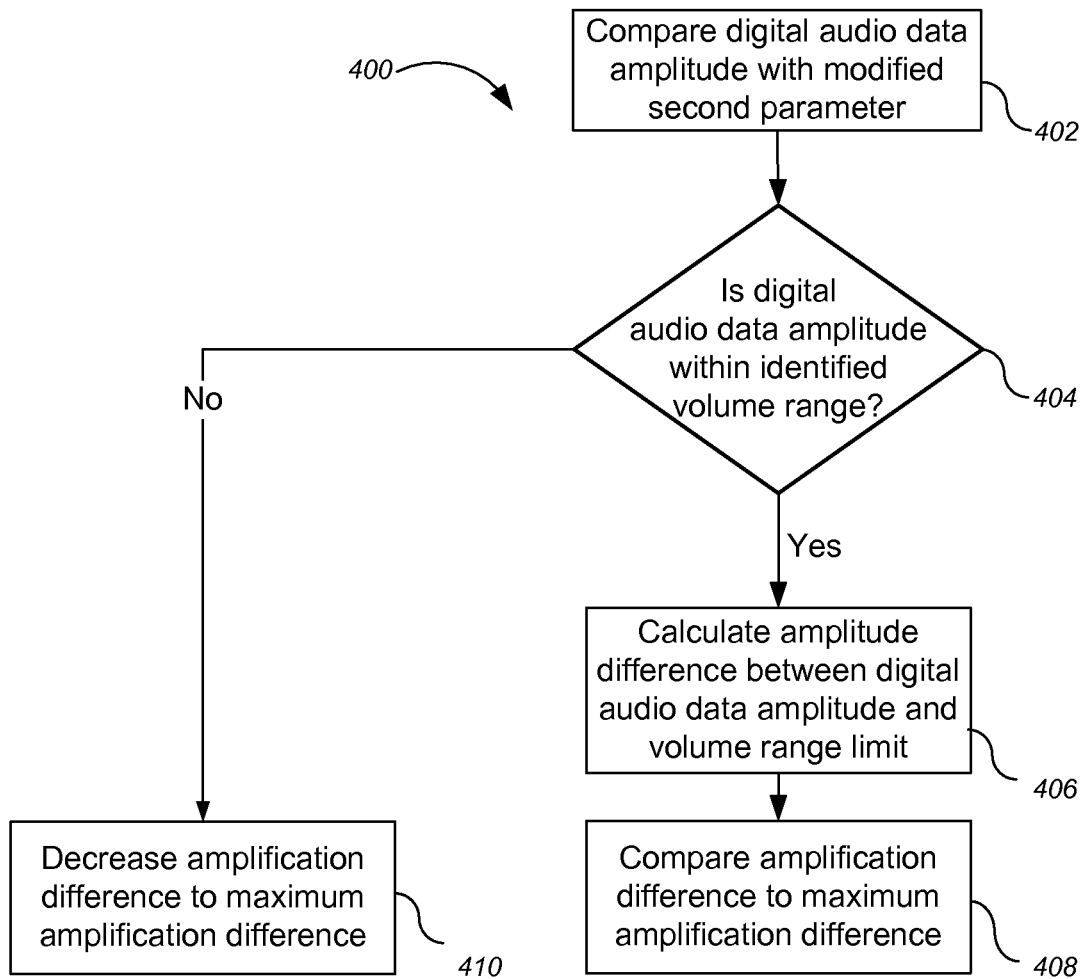 Compare digital audio data
amplitude with modified
second parameter
400
402
Is digital
audio data amplitude
within identified
volume range?
404
No
Yes
Calculate amplitude
difference between digital
audio data amplitude and
volume range limit
406
Decrease amplification
difference to maximum
amplification difference
410
Compare amplification
difference to maximum
amplification difference
408